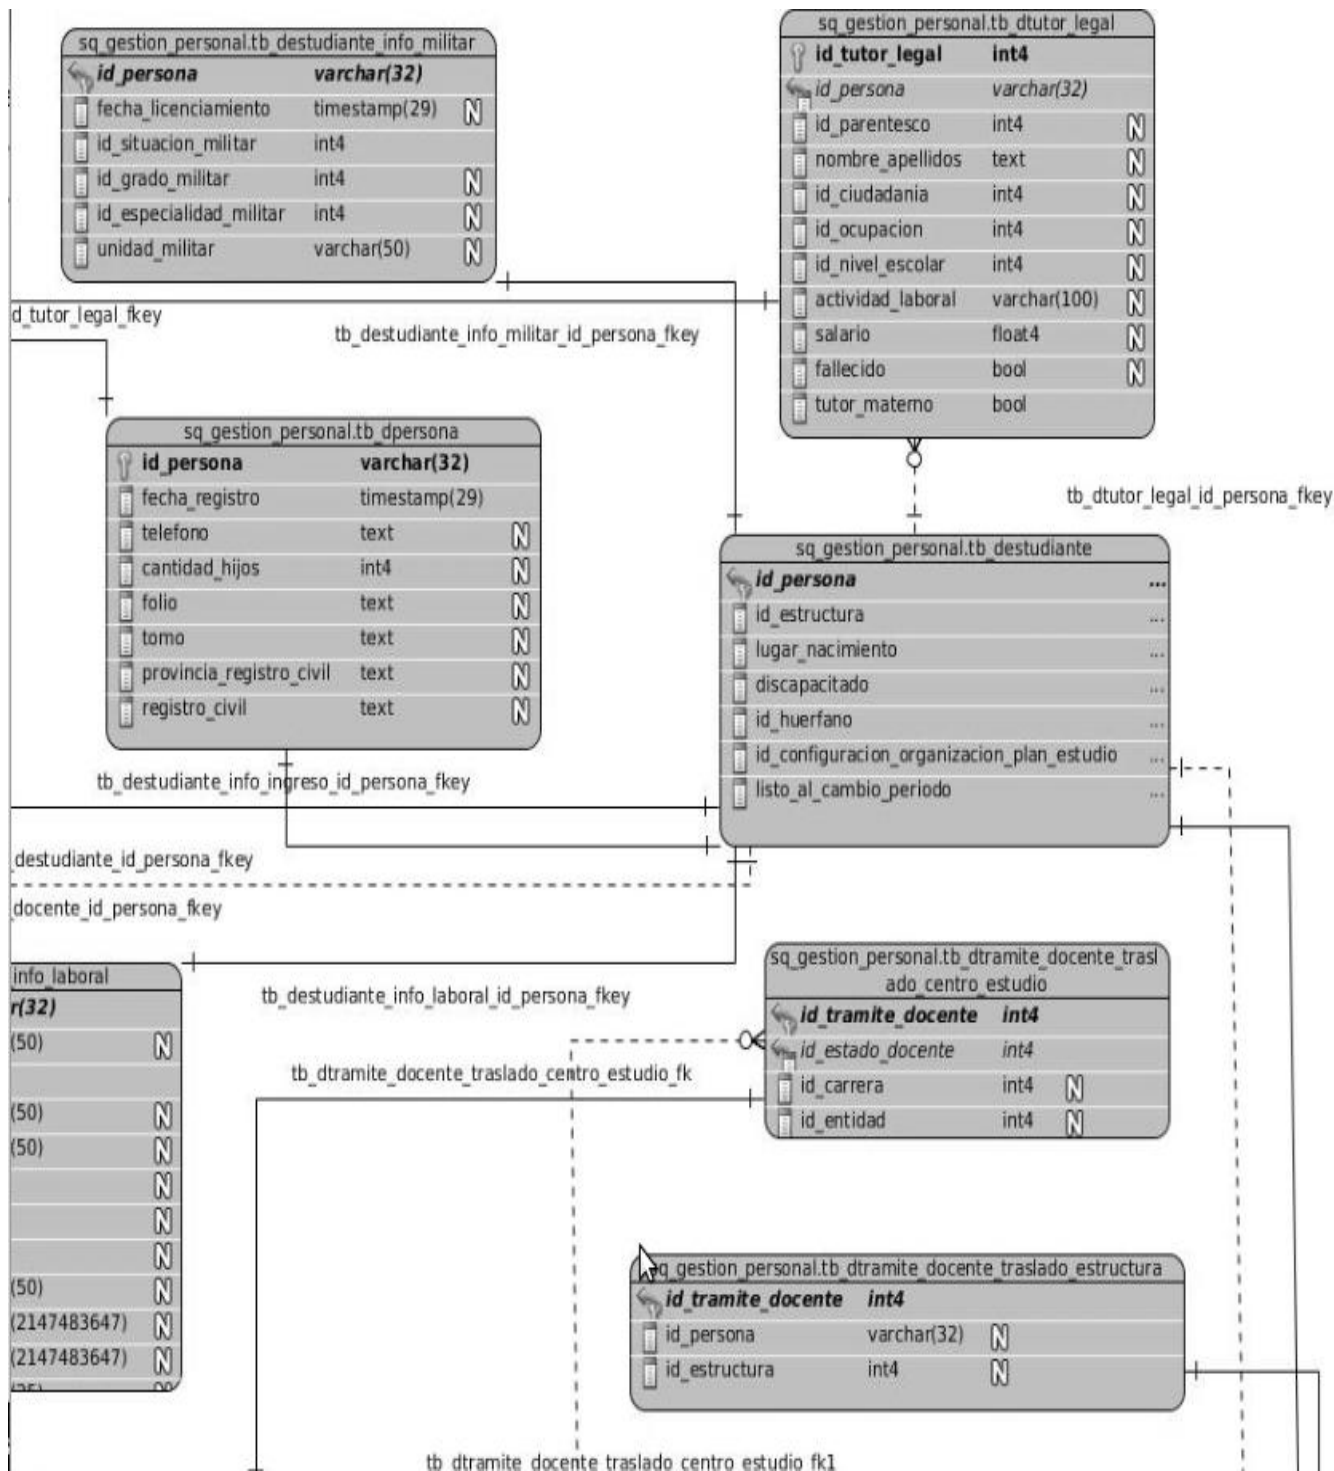 sq_gestion_personal.tb_destudiante_info_militar
id_persona varchar(32)
fecha_licenciamiento timestamp(29) N
id_situacion_militar int4
id_grado_militar int4 N
id_especialidad_militar int4 N
unidad_militar varchar(50) N
sq_gestion_personal.tb_dtutor_legal
id_tutor_legal int4
id_persona varchar(32)
id_parentesco int4 N
nombre_apellidos text N
id_ciudadania int4 N
id_ocupacion int4 N
id_nivel_escolar int4 N
actividad_laboral varchar(100) N
salario float4 N
fallecido bool N
tutor_materno bool
d_tutor_legal_fkey
tb_destudiante_info_militar_id_persona_fkey
sq_gestion_personal.tb_dpersona
id_persona varchar(32)
fecha_registro timestamp(29)
telefono text N
cantidad_hijos int4 N
folio text N
tomo text N
provincia_registro_civil text N
registro_civil text N
tb_dtutor_legal_id_persona_fkey
sq_gestion_personal.tb_destudiante
id_persona ...
id_estructura ...
lugar_nacimiento ...
discapacitado ...
id_huerfano ...
id_configuracion_organizacion_plan_estudio ...
listo_al_cambio_periodo ...
tb_destudiante_info_ingreso_id_persona_fkey
_destudiante_id_persona_fkey
_docente_id_persona_fkey
info_laboral
r(32)
(50) N
(50) N
(50) N
N
N
N
(50) N
(2147483647) N
(2147483647) N
tb_destudiante_info_laboral_id_persona_fkey
sq_gestion_personal.tb_dtramite_docente_trasl
ado_centro_estudio
id_tramite_docente int4
id_estado_docente int4
id_carrera int4 N
id_entidad int4 N
tb_dtramite_docente_traslado_centro_estudio_fk
q_gestion_personal.tb_dtramite_docente_traslado_estructura
id_tramite_docente int4
id_persona varchar(32) N
id_estructura int4 N
tb_dtramite_docente_traslado_centro_estudio_fk1